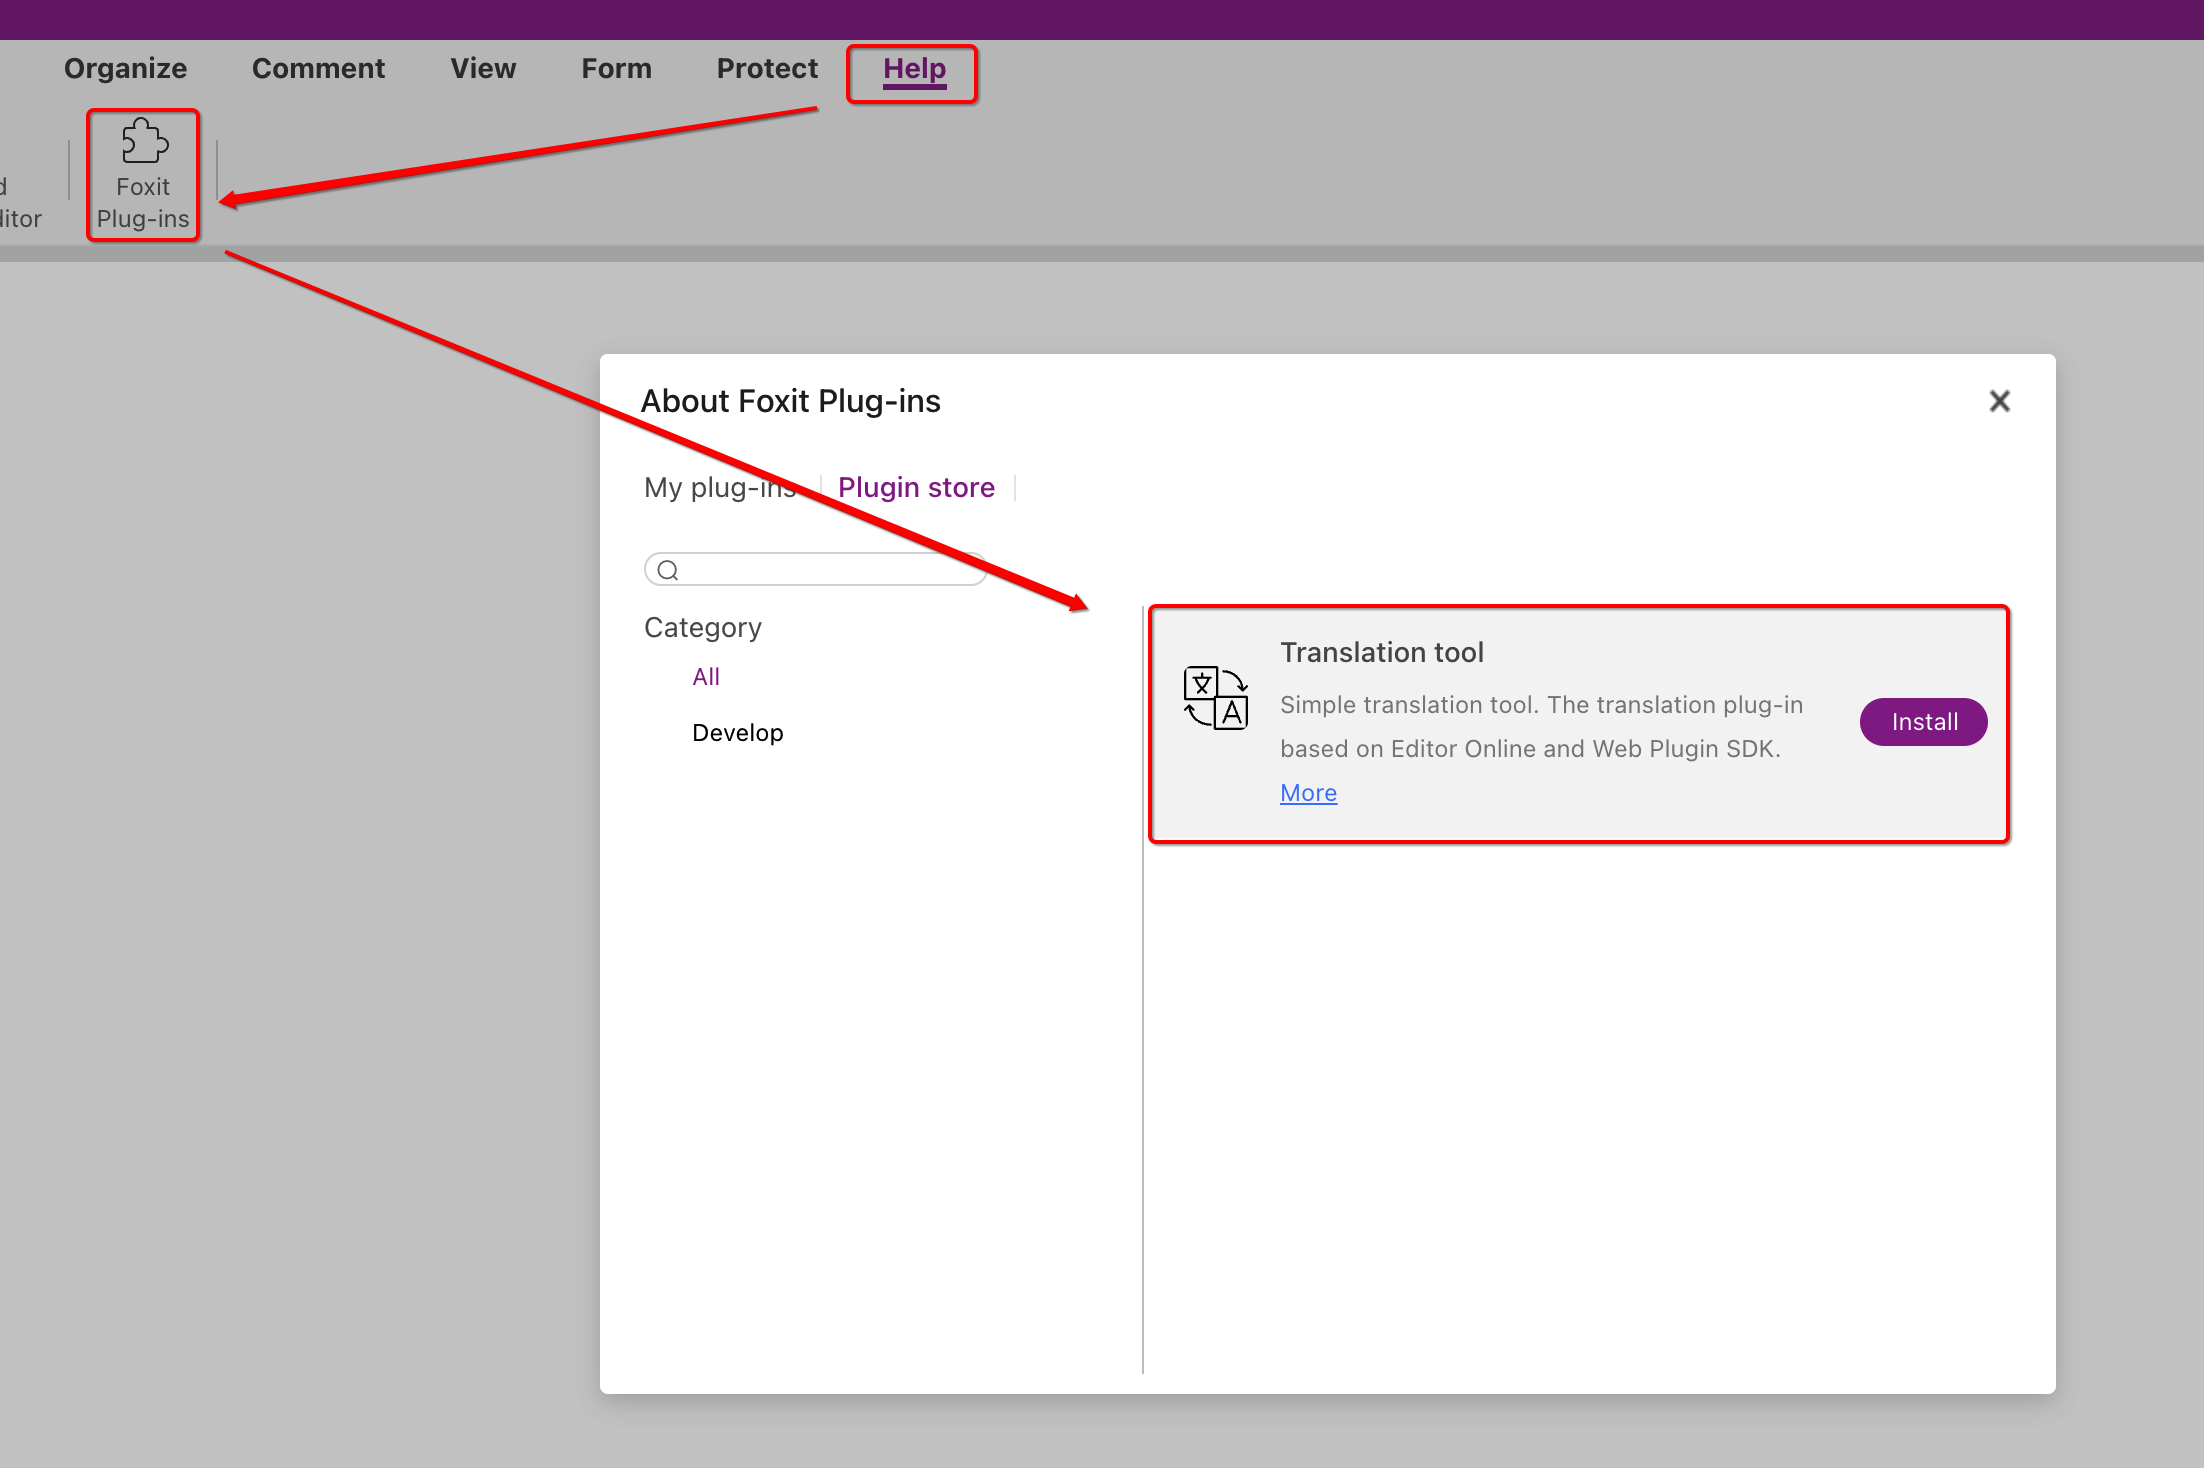 Organize Comment View Form Protect Help
Foxit
Plug-ins
About Foxit Plug-ins
My plug-ins Plugin store
Category
All
Develop
Translation tool
Simple translation tool. The translation plug-in
based on Editor Online and Web Plugin SDK.
More
Install
文
A